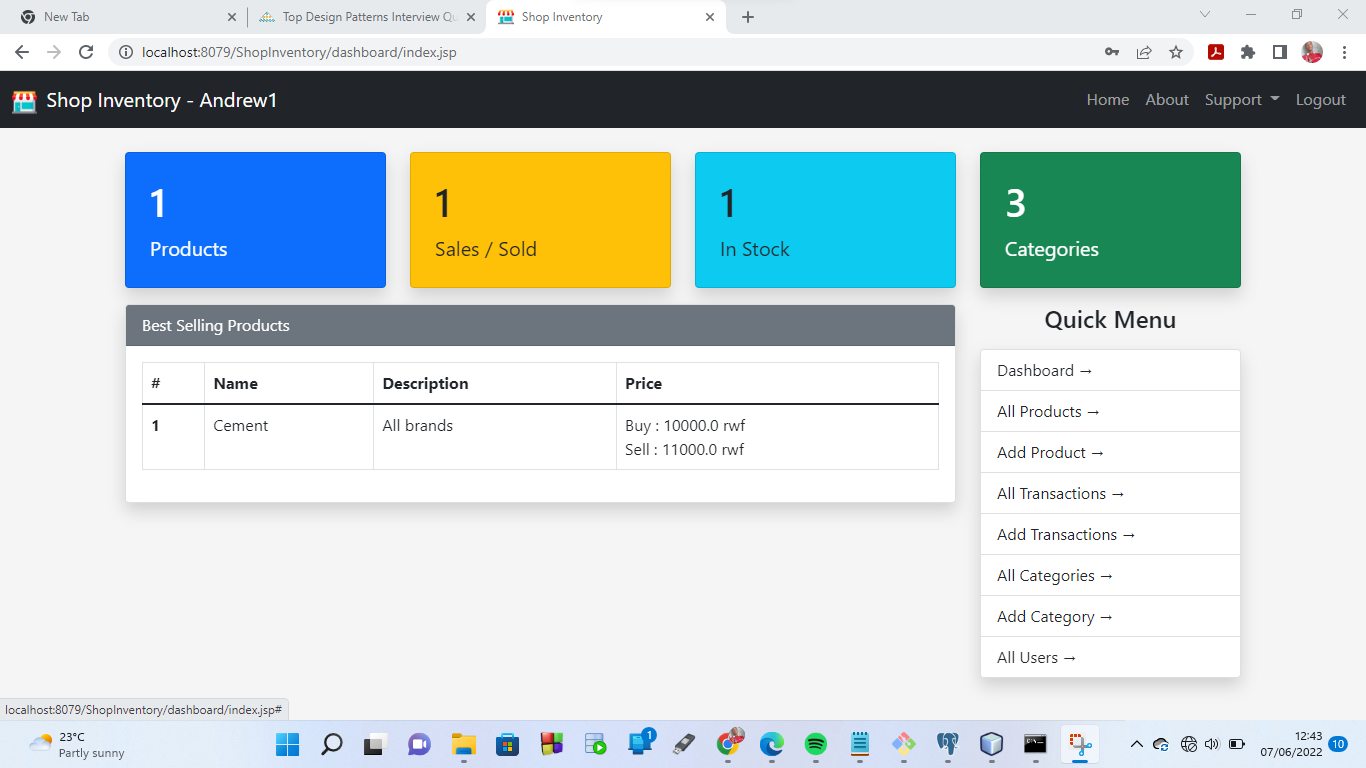 New Tab
Top Design Patterns Interview Qu
Shop Inventory
localhost:8079/ShopInventory/dashboard/index.jsp
Shop Inventory - Andrew1
Home
About
Support
Logout
1
Products
1
Sales / Sold
1
In Stock
3
Categories
Best Selling Products
# Name Description Price
1 Cement All brands Buy : 10000.0 rwf
Sell : 11000.0 rwf
Quick Menu
Dashboard →
All Products →
Add Product →
All Transactions →
Add Transactions →
All Categories →
Add Category →
All Users →
localhost:8079/ShopInventory/dashboard/index.jsp#
23°C
Partly sunny
1
12:43
07/06/2022
10